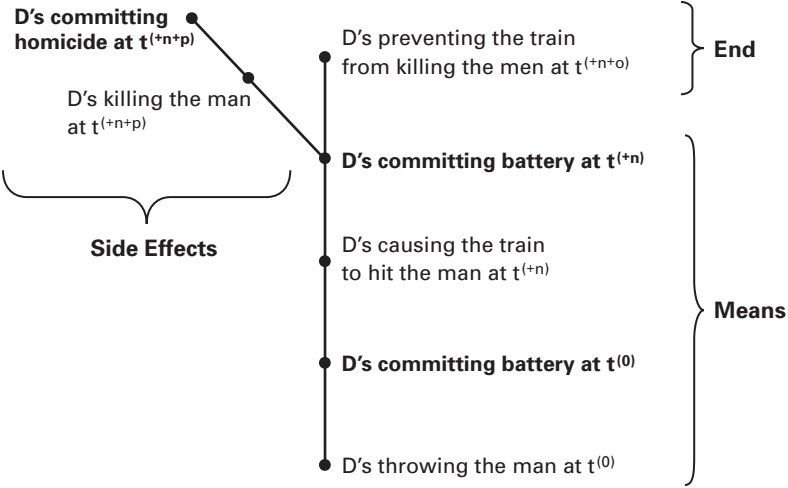 D's committing
homicide at t(+n+p)
D's killing the man
at t(+n+p)
Side Effects
D's preventing the train
from killing the men at t(+n+o)
End
D's committing battery at t(+n)
D's causing the train
to hit the man at t(+n)
Means
D's committing battery at t(0)
D's throwing the man at t(0)